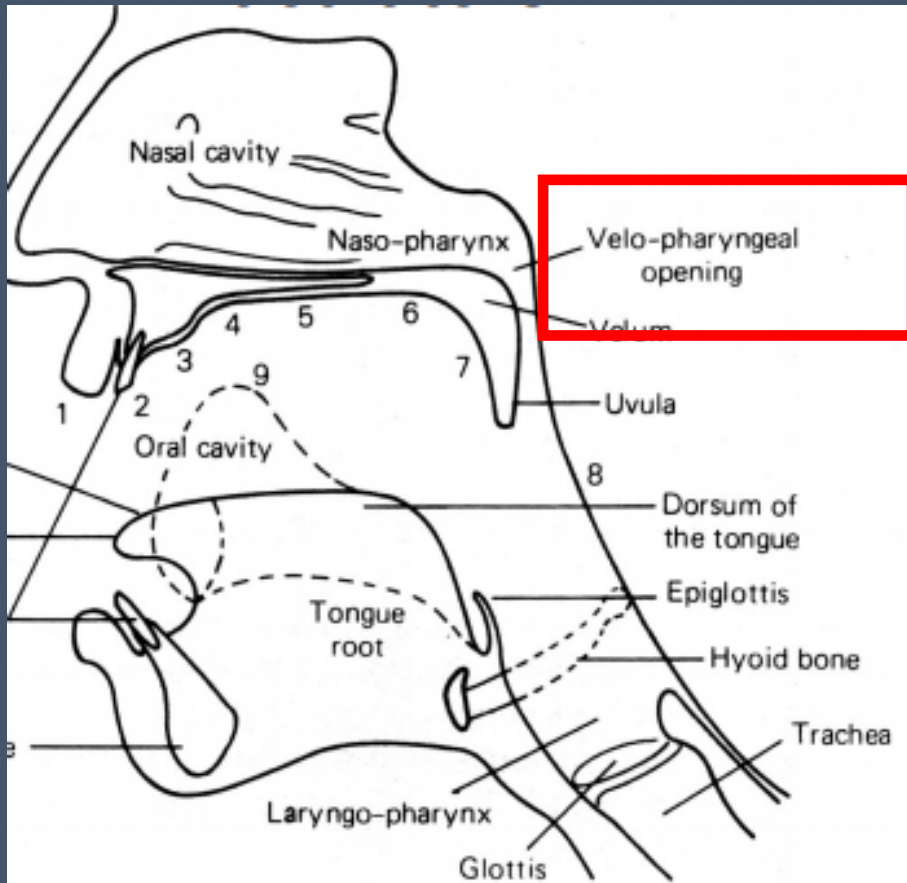 Nasal cavity
Naso-pharynx
Velo-pharyngeal
opening
Velum
4
5
6
3
7
1
2
9
Uvula
Oral cavity
8
Dorsum of
the tongue
Epiglottis
Tongue
root
Hyoid bone
e
Trachea
Laryngo-pharynx
Glottis